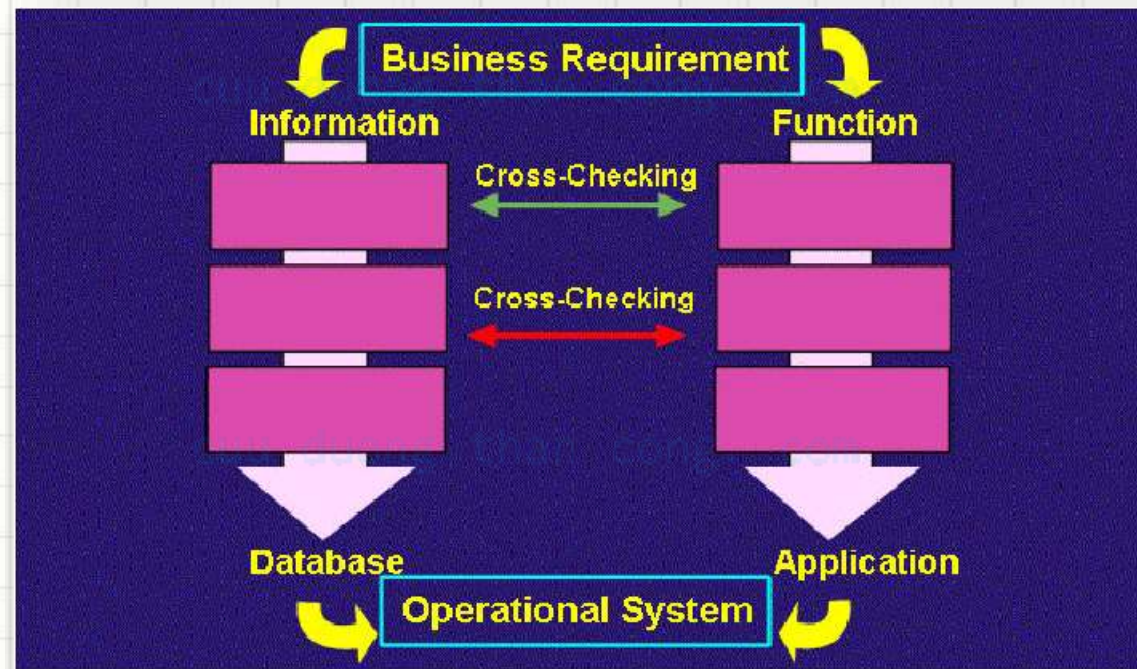 Business Requirement
Information Function
Cross-Checking
Cross-Checking
Database Application
Operational System